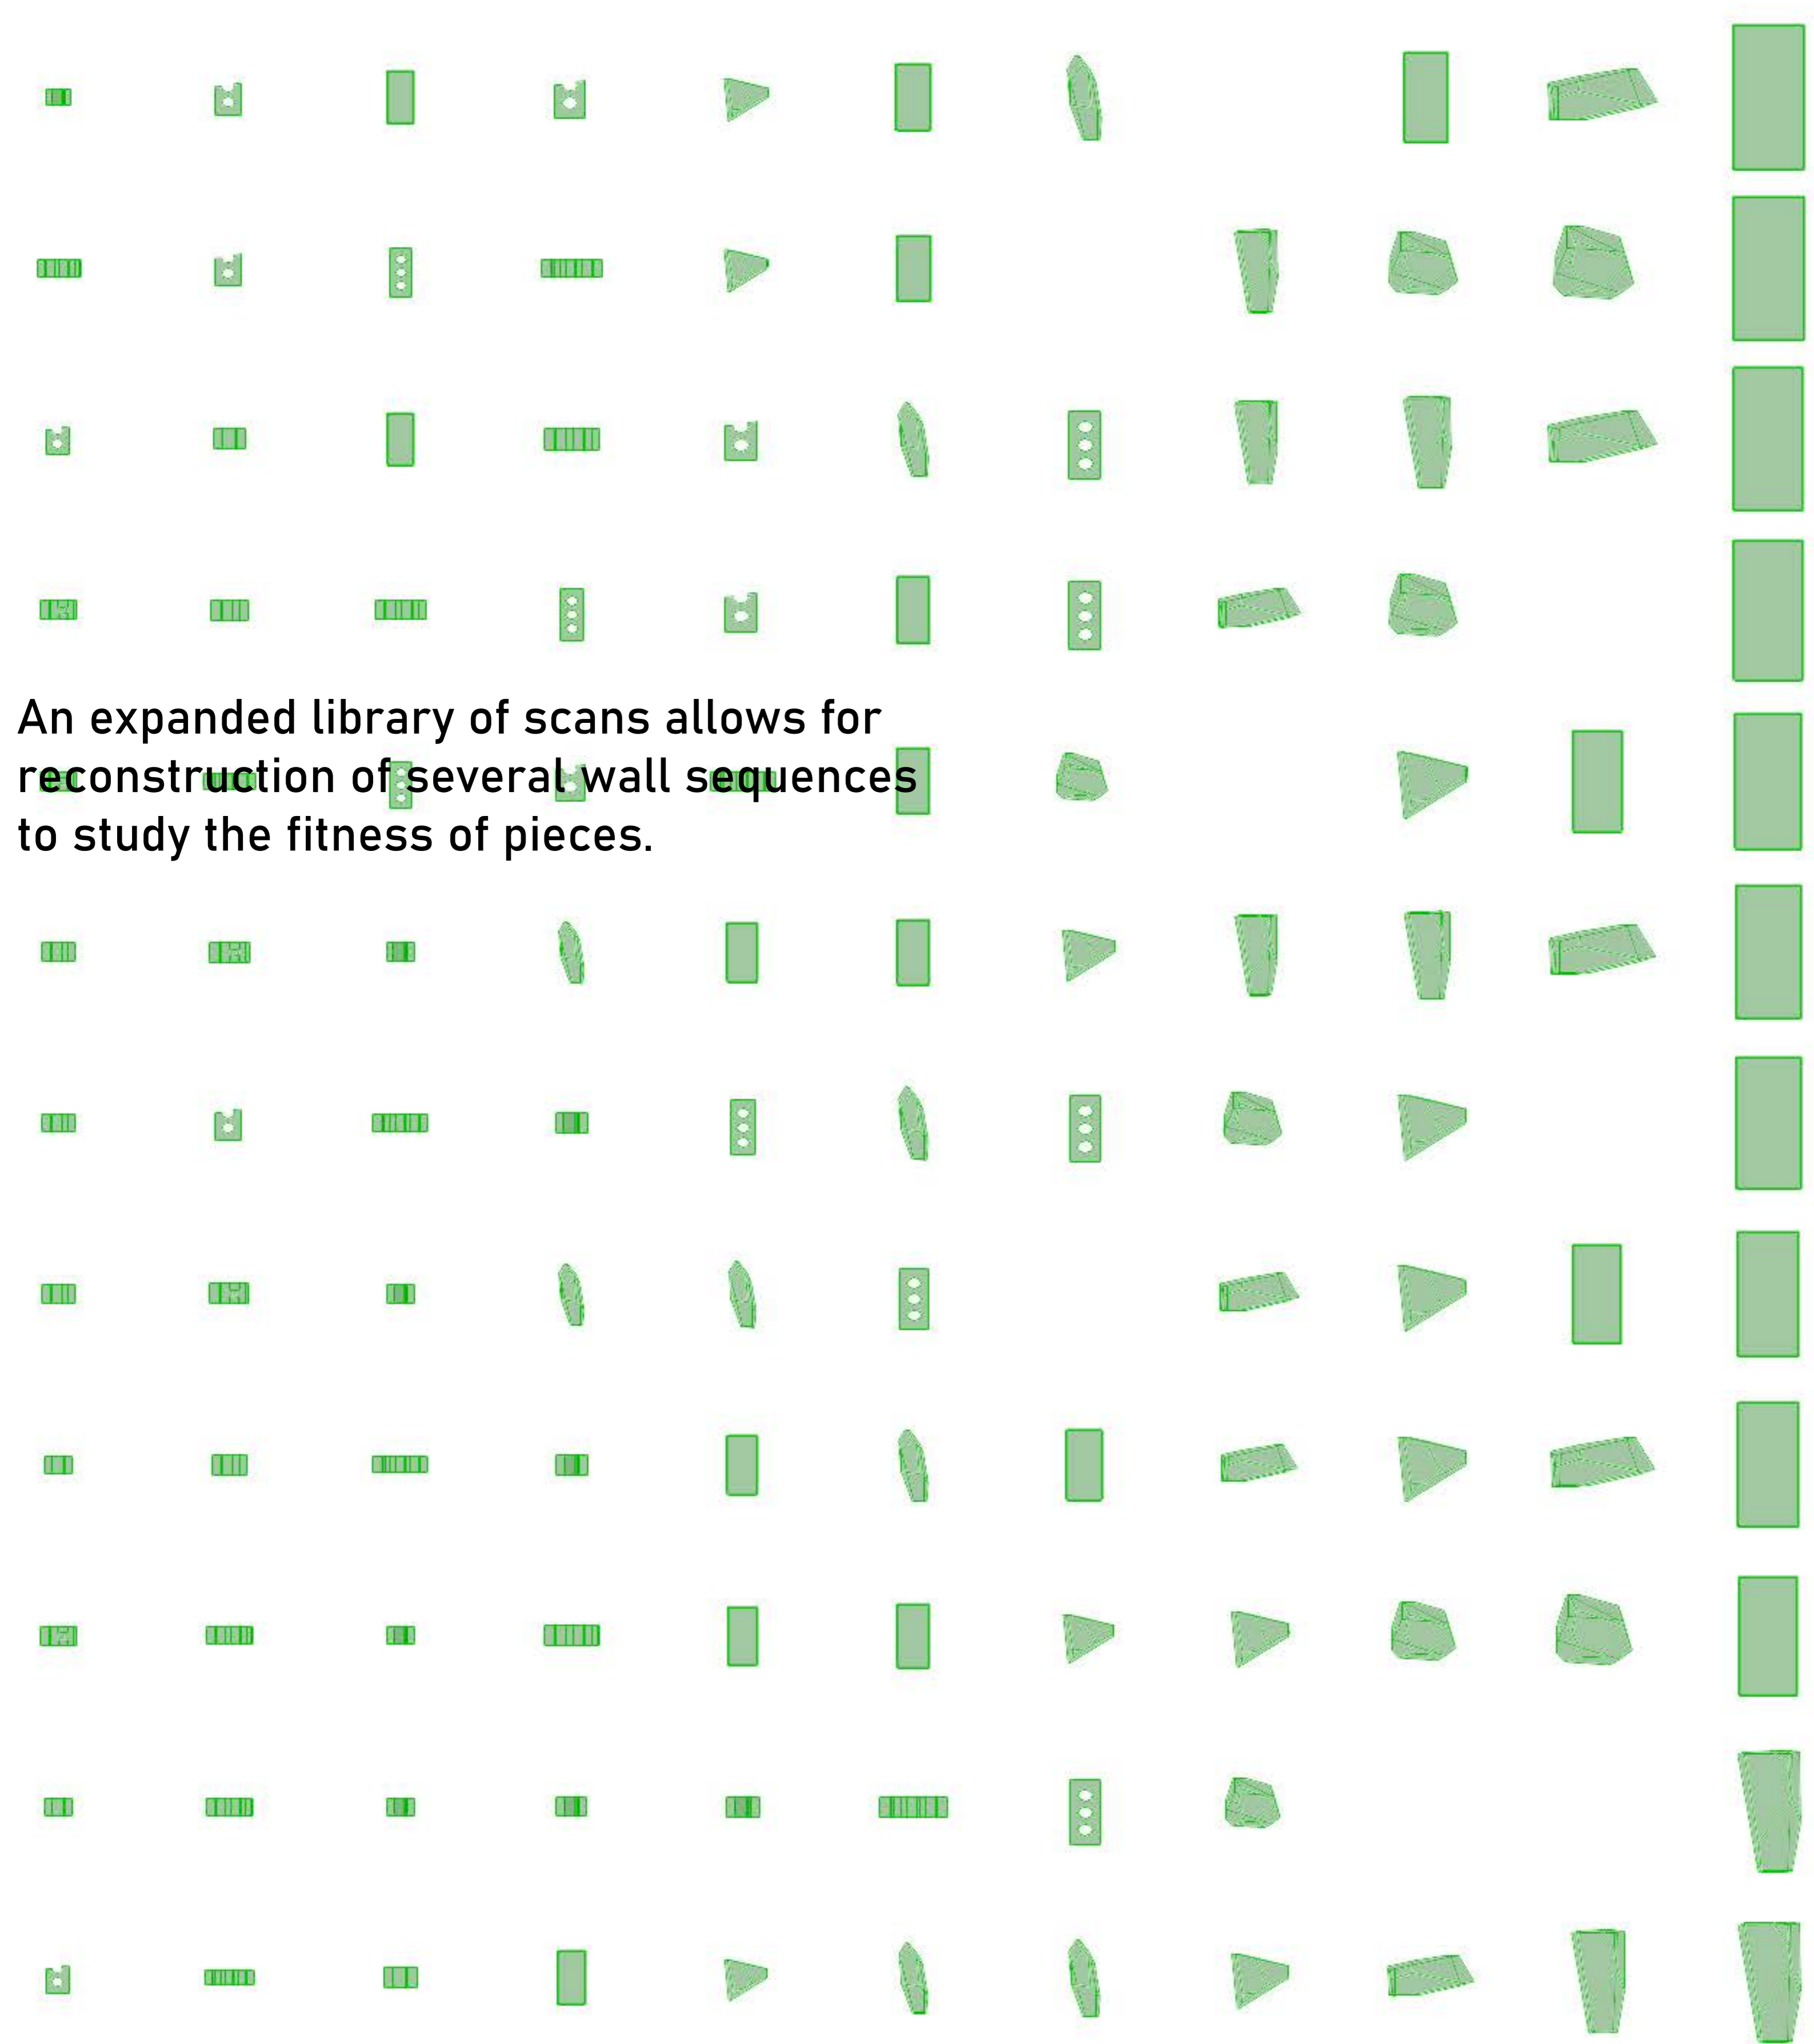 An expanded library of scans allows for
reconstruction of several wall sequences
to study the fitness of pieces.